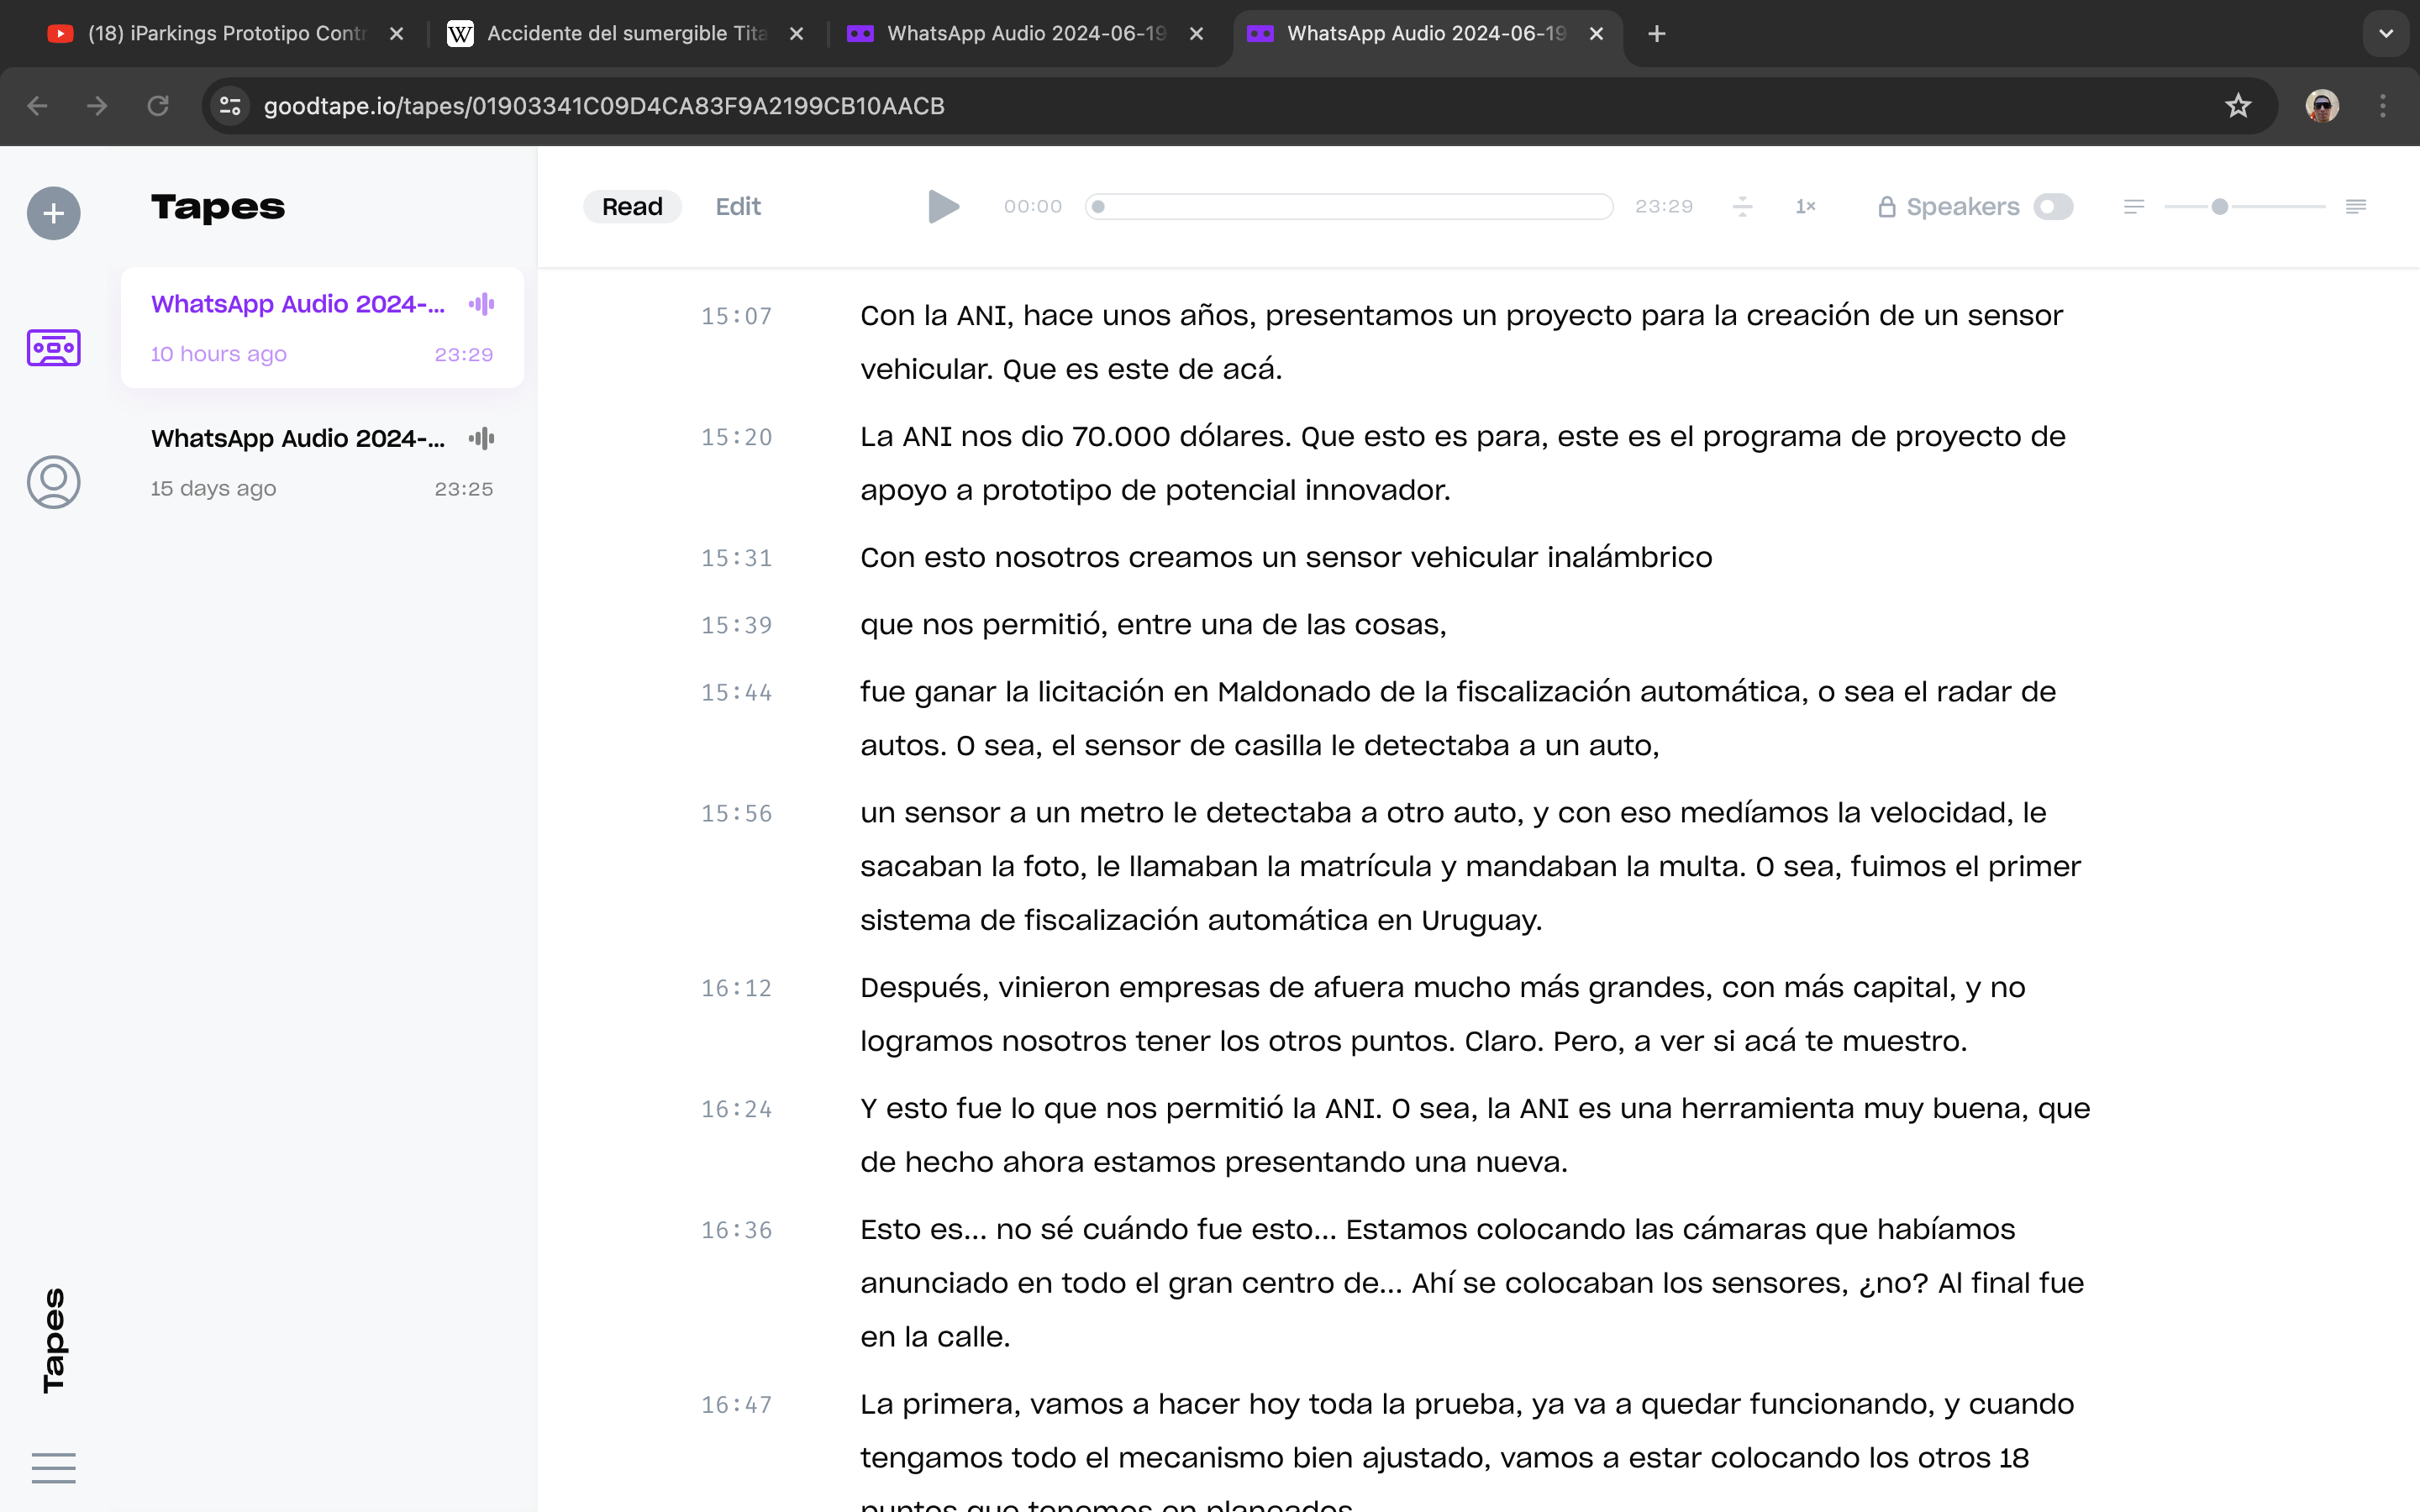 (18) iParkings Prototipo Contr
Accidente del sumergible Tita
WhatsApp Audio 2024-06-19
WhatsApp Audio 2024-06-19
goodtape.io/tapes/01903341C09D4CA83F9A2199CB10AACB
Tapes
WhatsApp Audio 2024-...
10 hours ago 23:29
WhatsApp Audio 2024-...
15 days ago 23:25
Tapes
Read Edit 00:00 23:29 1× Speakers
15:07 Con la ANI, hace unos años, presentamos un proyecto para la creación de un sensor
vehicular. Que es este de acá.
15:20 La ANI nos dio 70.000 dólares. Que esto es para, este es el programa de proyecto de
apoyo a prototipo de potencial innovador.
15:31 Con esto nosotros creamos un sensor vehicular inalámbrico
15:39 que nos permitió, entre una de las cosas,
15:44 fue ganar la licitación en Maldonado de la fiscalización automática, o sea el radar de
autos. O sea, el sensor de casilla le detectaba a un auto,
15:56 un sensor a un metro le detectaba a otro auto, y con eso medíamos la velocidad, le
sacaban la foto, le llamaban la matrícula y mandaban la multa. O sea, fuimos el primer
sistema de fiscalización automática en Uruguay.
16:12 Después, vinieron empresas de afuera mucho más grandes, con más capital, y no
logramos nosotros tener los otros puntos. Claro. Pero, a ver si acá te muestro.
16:24 Y esto fue lo que nos permitió la ANI. O sea, la ANI es una herramienta muy buena, que
de hecho ahora estamos presentando una nueva.
16:36 Esto es... no sé cuándo fue esto... Estamos colocando las cámaras que habíamos
anunciado en todo el gran centro de... Ahí se colocaban los sensores, ¿no? Al final fue
en la calle.
16:47 La primera, vamos a hacer hoy toda la prueba, ya va a quedar funcionando, y cuando
tengamos todo el mecanismo bien ajustado, vamos a estar colocando los otros 18
puntos que tenemos en planeados